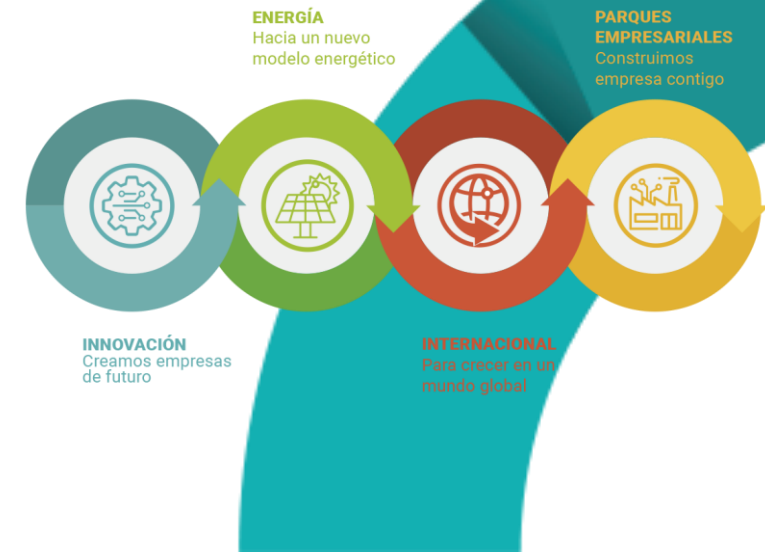 ENERGÍA
Hacia un nuevo
modelo energético
PARQUES
EMPRESARIALES
Construimos
empresa contigo
INNOVACIÓN
Creamos empresas
de futuro
INTERNACIONAL
Para crecer en un
mundo global